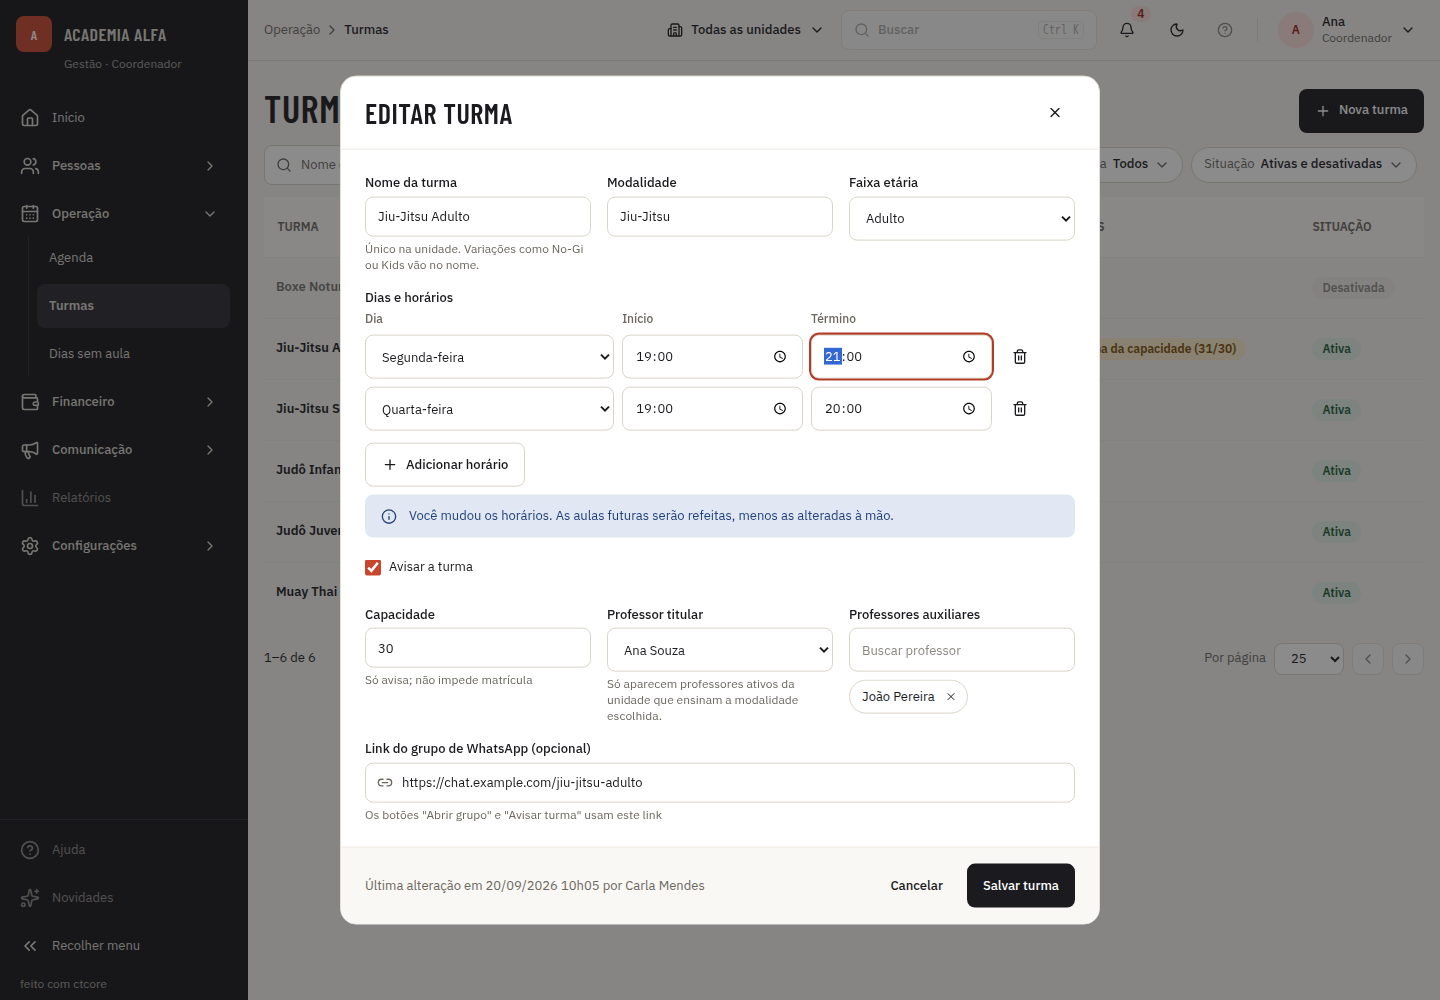 A
ACADEMIA ALFA
Gestão · Coordenador
Início
Pessoas
Operação
Agenda
Turmas
Dias sem aula
Financeiro
Comunicação
Relatórios
Configurações
Ajuda
Novidades
Recolher menu
feito com ctcore
Operação > Turmas
Todas as unidades
Buscar
Ctrl K
4
A
Ana
Coordenador
TURM
Nova turma
Nome
a Todos
Situação Ativas e desativadas
TURMA
S
SITUAÇÃO
Boxe Notu
Desativada
Jiu-Jitsu A
a da capacidade (31/30)
Ativa
Jiu-Jitsu S
Ativa
Judô Infan
Ativa
Judô Juve
Ativa
Muay Thai
Ativa
1–6 de 6
Por página
25
EDITAR TURMA
Nome da turma
Modalidade
Faixa etária
Jiu-Jitsu Adulto
Jiu-Jitsu
Adulto
Único na unidade. Variações como No-Gi
ou Kids vão no nome.
Dias e horários
Dia
Início
Término
Segunda-feira
19:00
21:00
Quarta-feira
19:00
20:00
Adicionar horário
Você mudou os horários. As aulas futuras serão refeitas, menos as alteradas à mão.
Avisar a turma
Capacidade
Professor titular
Professores auxiliares
30
Ana Souza
Buscar professor
Só avisa; não impede matrícula
Só aparecem professores ativos da
unidade que ensinam a modalidade
escolhida.
João Pereira
Link do grupo de WhatsApp (opcional)
https://chat.example.com/jiu-jitsu-adulto
Os botões "Abrir grupo" e "Avisar turma" usam este link
Última alteração em 20/09/2026 10h05 por Carla Mendes
Cancelar
Salvar turma